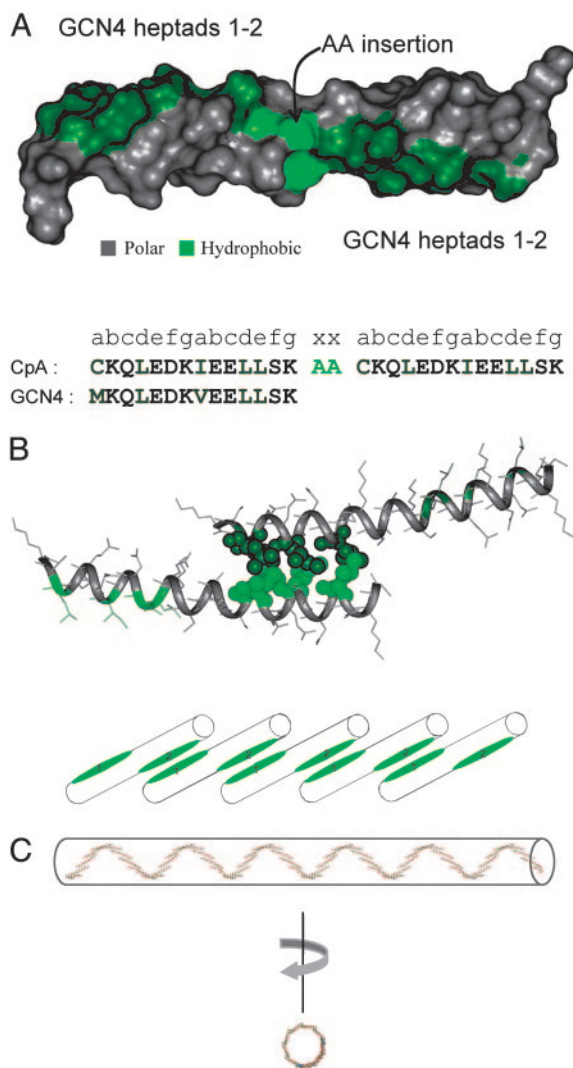 A
GCN4 heptads 1-2
AA insertion
Polar
Hydrophobic
GCN4 heptads 1-2
abcdefgabcdefg xx abcdefgabcdefg
CpA : CKQLEDKIEELLSK AA CKQLEDKIEELLSK
GCN4 : MKQLEDKVEELLSK
B
C